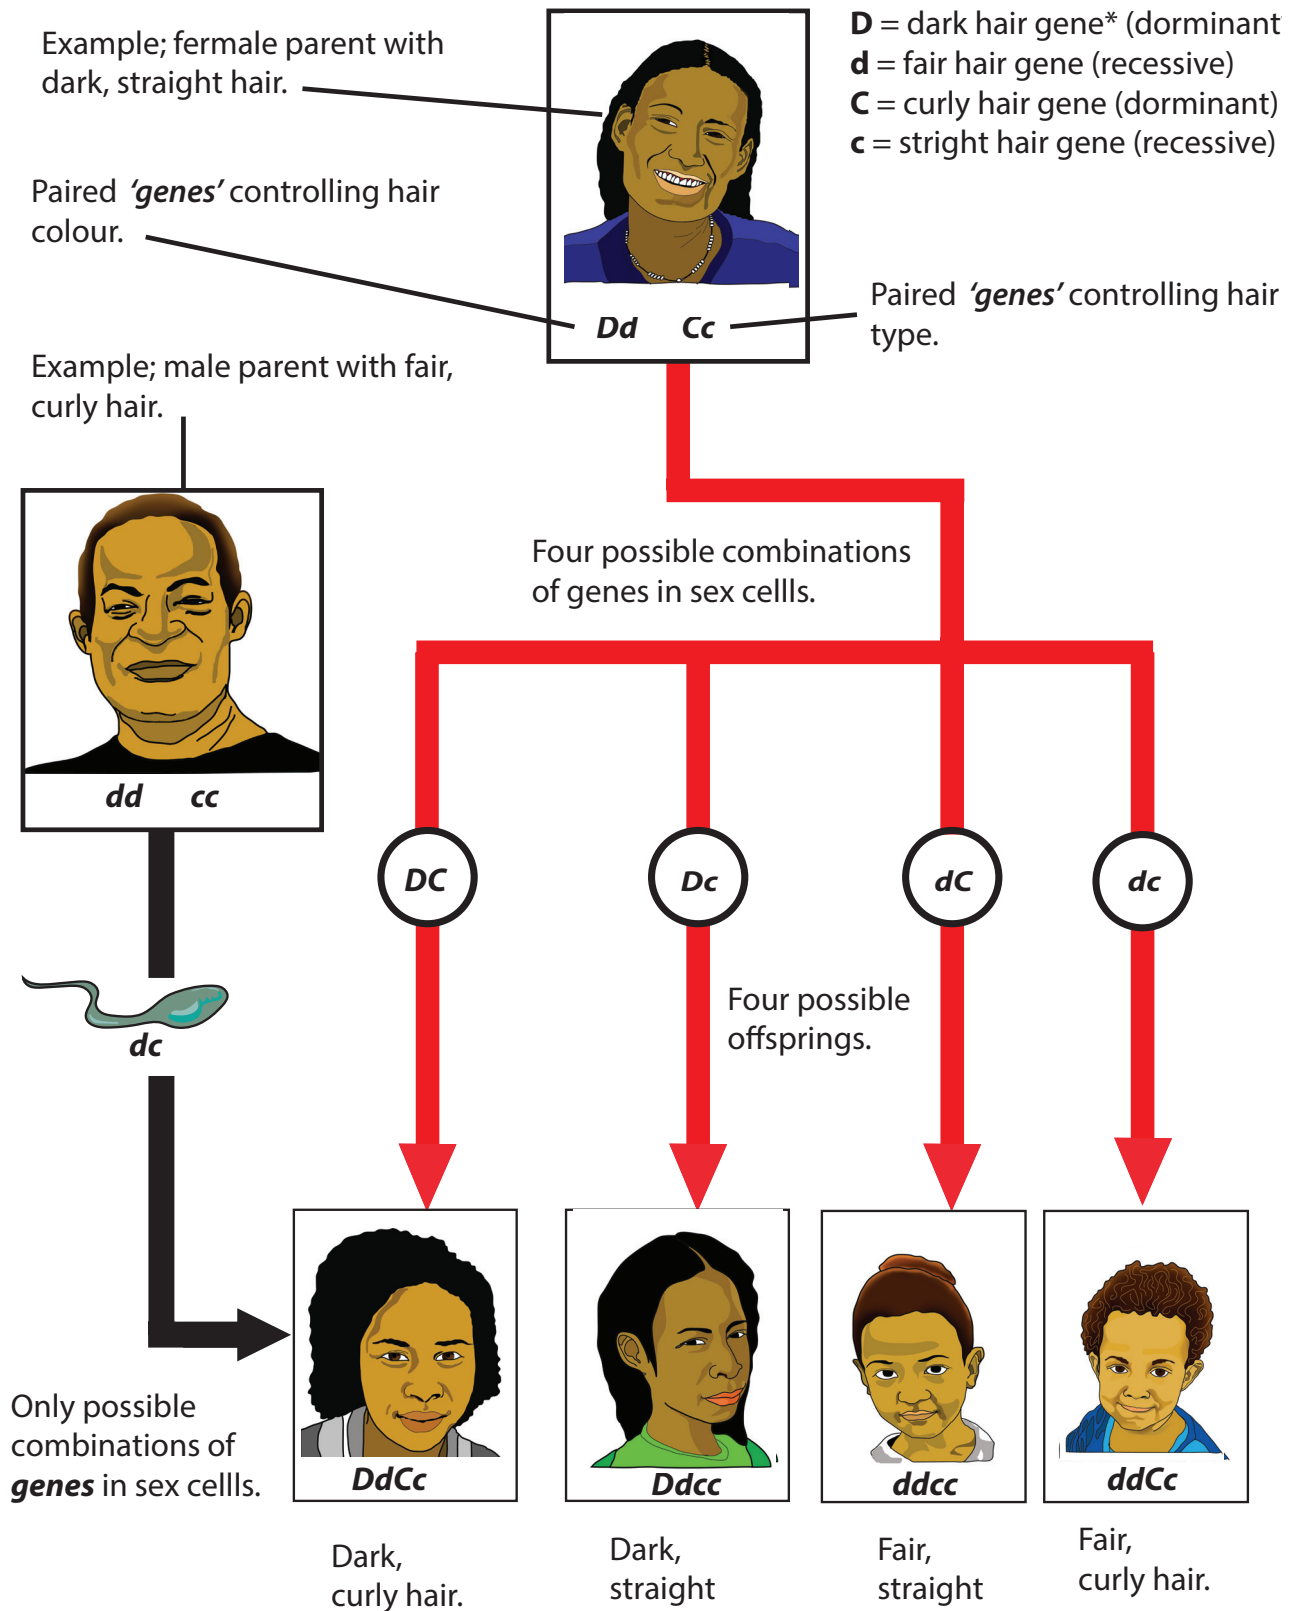 Example; fermale parent with
dark, straight hair.
D = dark hair gene* (dorminant
d = fair hair gene (recessive)
C = curly hair gene (dorminant)
c = stright hair gene (recessive)
Paired 'genes' controlling hair
colour.
Dd Cc
Paired 'genes' controlling hair
type.
Example; male parent with fair,
curly hair.
dd cc
Four possible combinations
of genes in sex cellls.
DC
Dc
dC
dc
dc
Four possible
offsprings.
Only possible
combinations of
genes in sex cellls.
DdCc
Ddcc
ddcc
ddCc
Dark,
curly hair.
Dark,
straight
Fair,
straight
Fair,
curly hair.